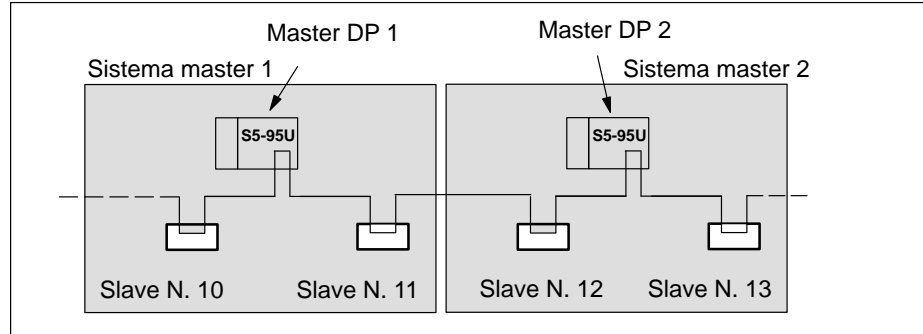 Master DP 1
Master DP 2
Sistema master 1
Sistema master 2
S5-95U
S5-95U
Slave N. 10
Slave N. 11
Slave N. 12
Slave N. 13